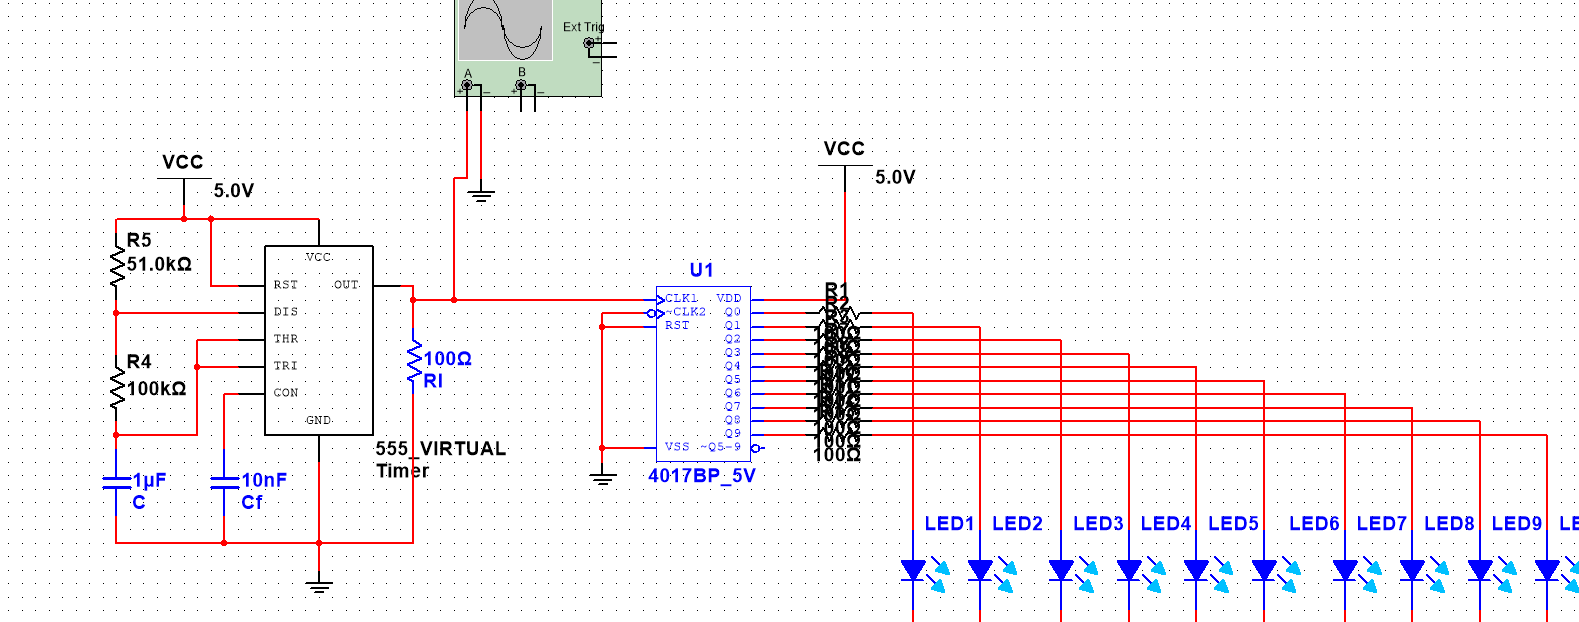 Ext Trig
+
−
A
B
+
−
+
−
VCC
5.0V
VCC
5.0V
R5
51.0kΩ
VCC
RST
OUT
DIS
THR
TRI
CON
GND
R4
100kΩ
555_VIRTUAL
Timer
1µF
C
10nF
Cf
100Ω
Rl
U1
CLK1
VDD
~CLK2
Q0
RST
Q1
Q2
Q3
Q4
Q5
Q6
Q7
Q8
Q9
VSS
~Q5-9
4017BP_5V
R1
R2
100Ω
LED1
LED2
LED3
LED4
LED5
LED6
LED7
LED8
LED9
LE